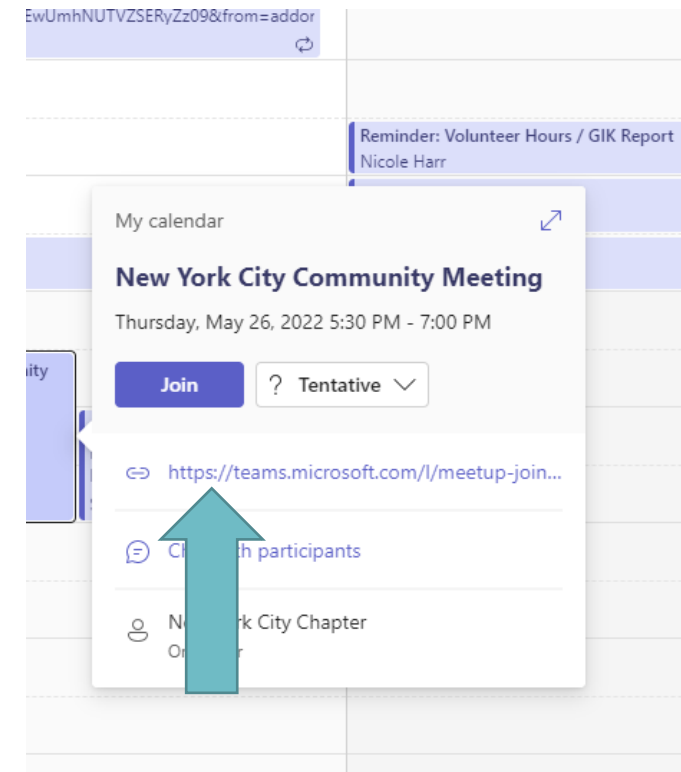 EwUmhNUTVZSERyZz09&from=addor
Reminder: Volunteer Hours / GIK Report
Nicole Harr
My calendar
New York City Community Meeting
Thursday, May 26, 2022 5:30 PM - 7:00 PM
ity
Join
? Tentative
https://teams.microsoft.com/l/meetup-join...
participants
City Chapter